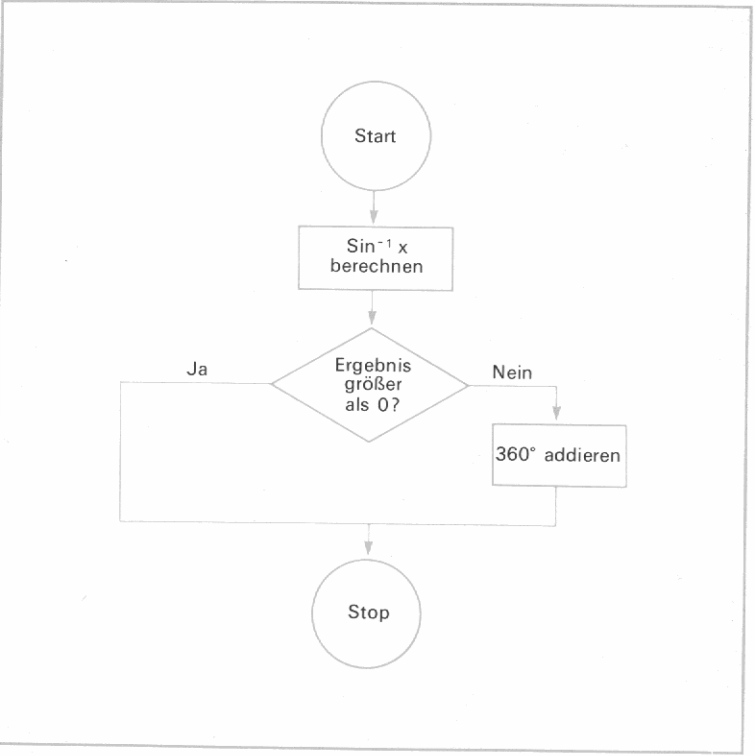 Start
Sin⁻¹ x
berechnen
Ergebnis
größer
als 0?
Ja
Nein
360° addieren
Stop